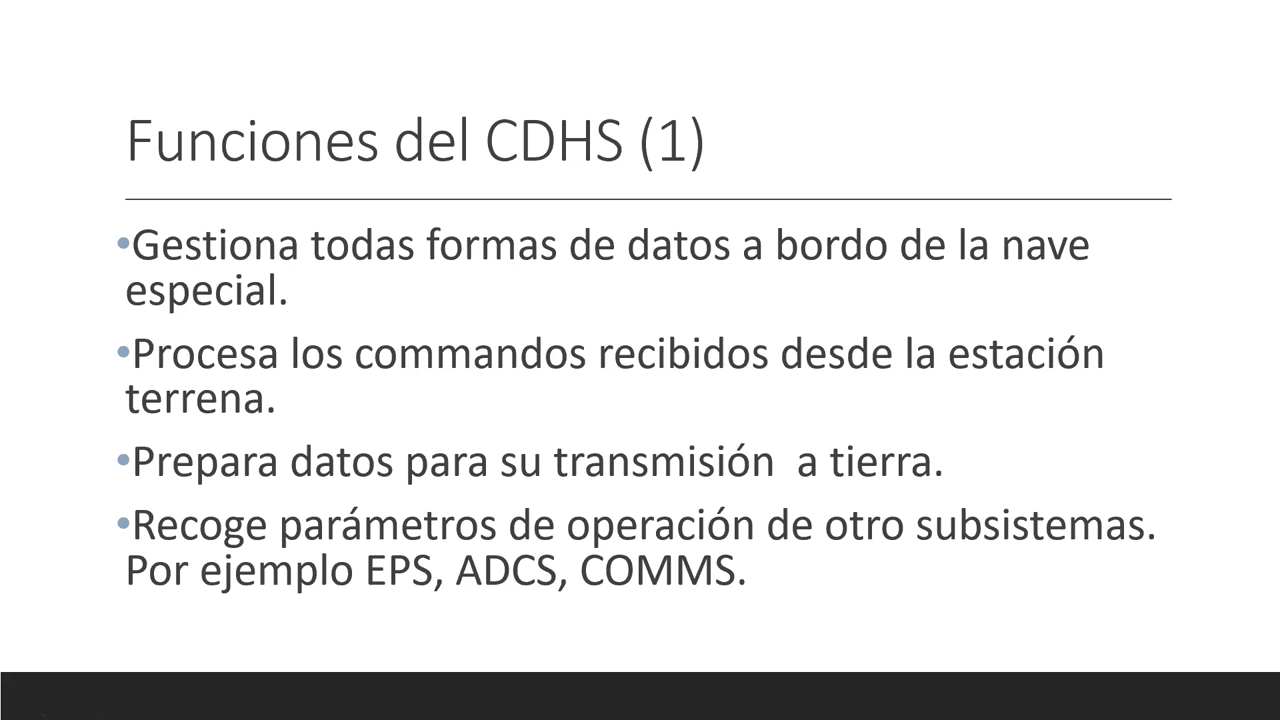 Funciones del CDHS (1)
•Gestiona todas formas de datos a bordo de la nave
especial.
•Procesa los commandos recibidos desde la estación
terrena.
•Prepara datos para su transmisión  a tierra.
•Recoge parámetros de operación de otro subsistemas.
Por ejemplo EPS, ADCS, COMMS.